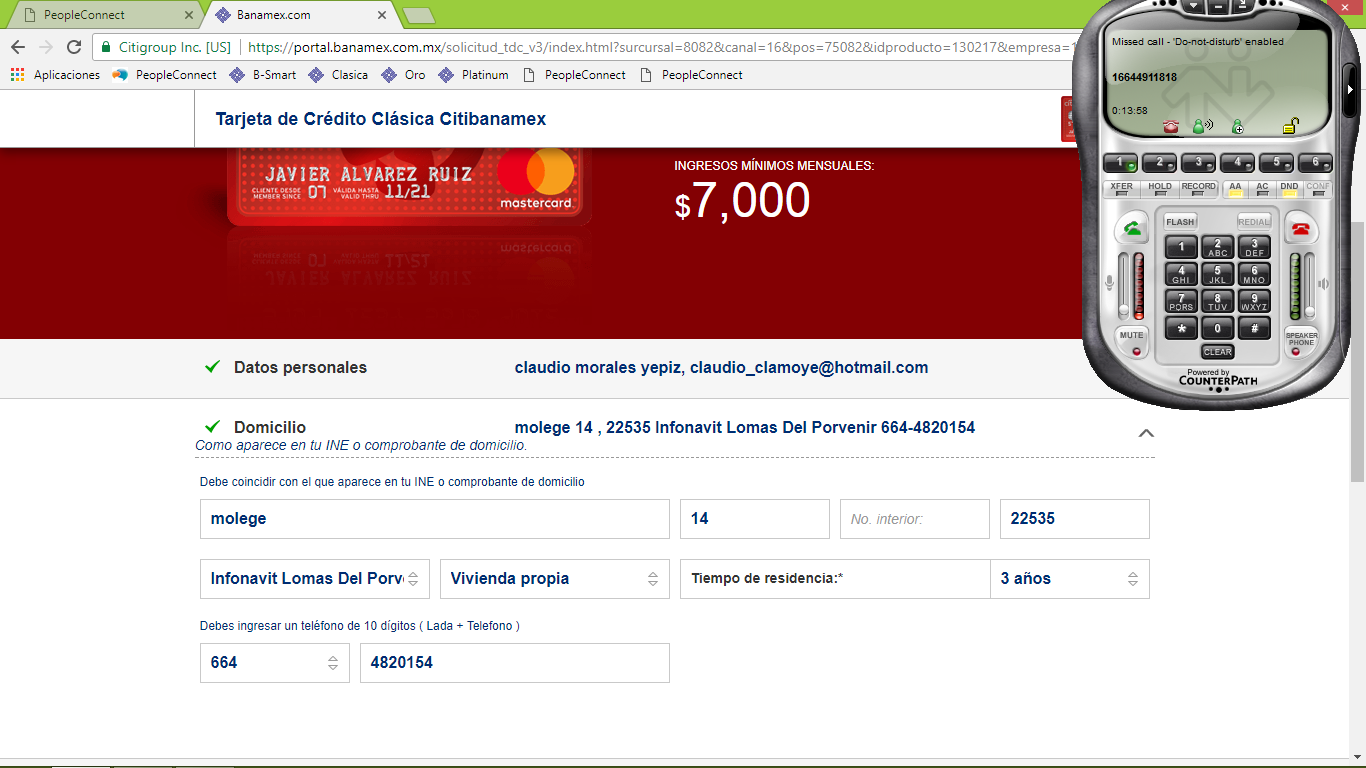 PeopleConnect
Banamex.com
Citigroup Inc. [US] https://portal.banamex.com.mx/solicitud_tdc_v3/index.html?surcursal=8082&canal=16&pos=75082&idproducto=130217&empresa=1
Aplicaciones PeopleConnect B-Smart Clasica Oro Platinum PeopleConnect PeopleConnect
Tarjeta de Crédito Clásica Citibanamex
JAVIER ALVAREZ RUIZ
CLIENTE DESDE
MEMBER SINCE 07 VÁLIDA HASTA
VALID THRU 11/21
mastercard
INGRESOS MÍNIMOS MENSUALES:
$7,000
Datos personales claudio morales yepiz, claudio_clamoye@hotmail.com
Domicilio molege 14 , 22535 Infonavit Lomas Del Porvenir 664-4820154
Como aparece en tu INE o comprobante de domicilio.
Debe coincidir con el que aparece en tu INE o comprobante de domicilio
molege 14 No. interior: 22535
Infonavit Lomas Del Porv Vivienda propia Tiempo de residencia:* 3 años
Debes ingresar un teléfono de 10 dígitos ( Lada + Telefono )
664 4820154
Missed call - 'Do-not-disturb' enabled
16644911818
0:13:58
1 2 3 4 5 6
XFER HOLD RECORD AA AC DND CONF
FLASH REDIAL
1 2 ABC 3 DEF
4 GHI 5 JKL 6 MNO
7 PQRS 8 TUV 9 WXYZ
* 0 #
MUTE CLEAR SPEAKER PHONE
Powered by
COUNTERPATH